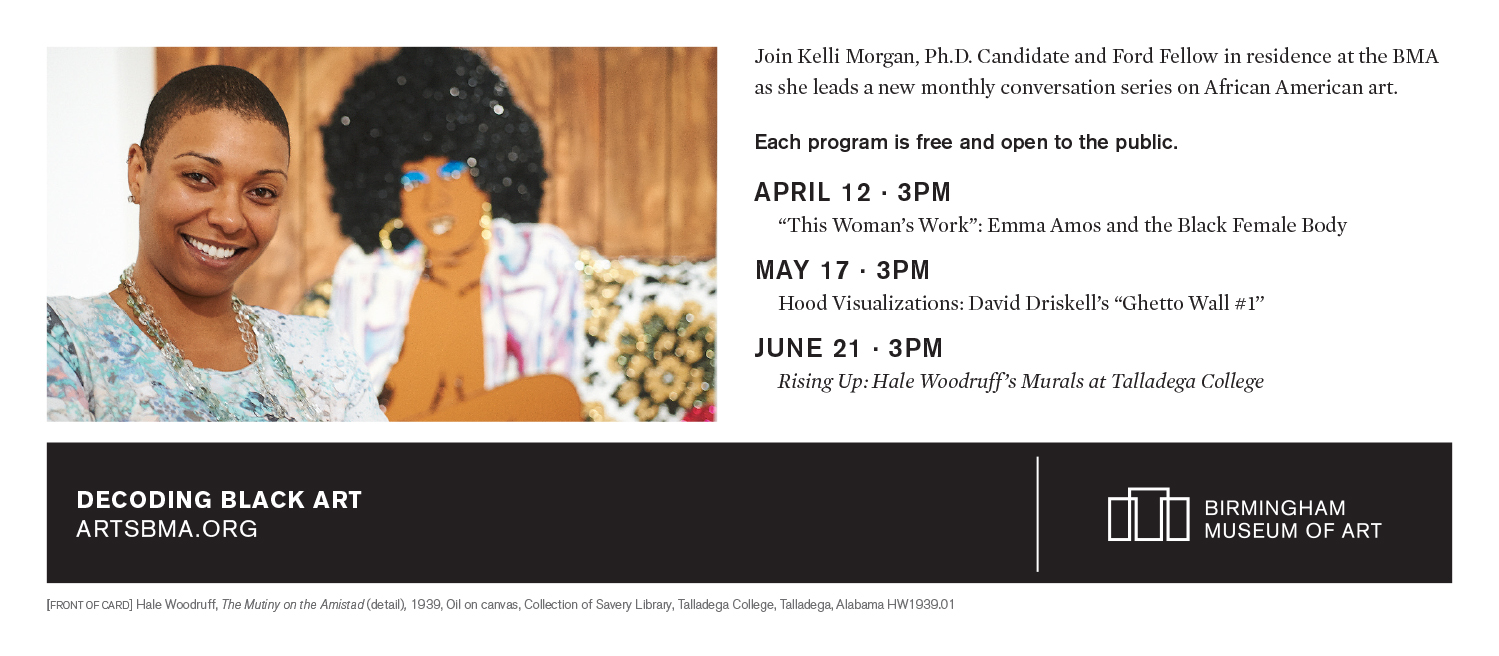 Join Kelli Morgan, Ph.D. Candidate and Ford Fellow in residence at the BMA
as she leads a new monthly conversation series on African American art.
Each program is free and open to the public.
APRIL 12 · 3PM
“This Woman’s Work”: Emma Amos and the Black Female Body
MAY 17 · 3PM
Hood Visualizations: David Driskell’s “Ghetto Wall #1”
JUNE 21 · 3PM
Rising Up: Hale Woodruff’s Murals at Talladega College
DECODING BLACK ART
ARTSBMA.ORG
BIRMINGHAM
MUSEUM OF ART
[FRONT OF CARD] Hale Woodruff, The Mutiny on the Amistad (detail), 1939, Oil on canvas, Collection of Savery Library, Talladega College, Talladega, Alabama HW1939.01